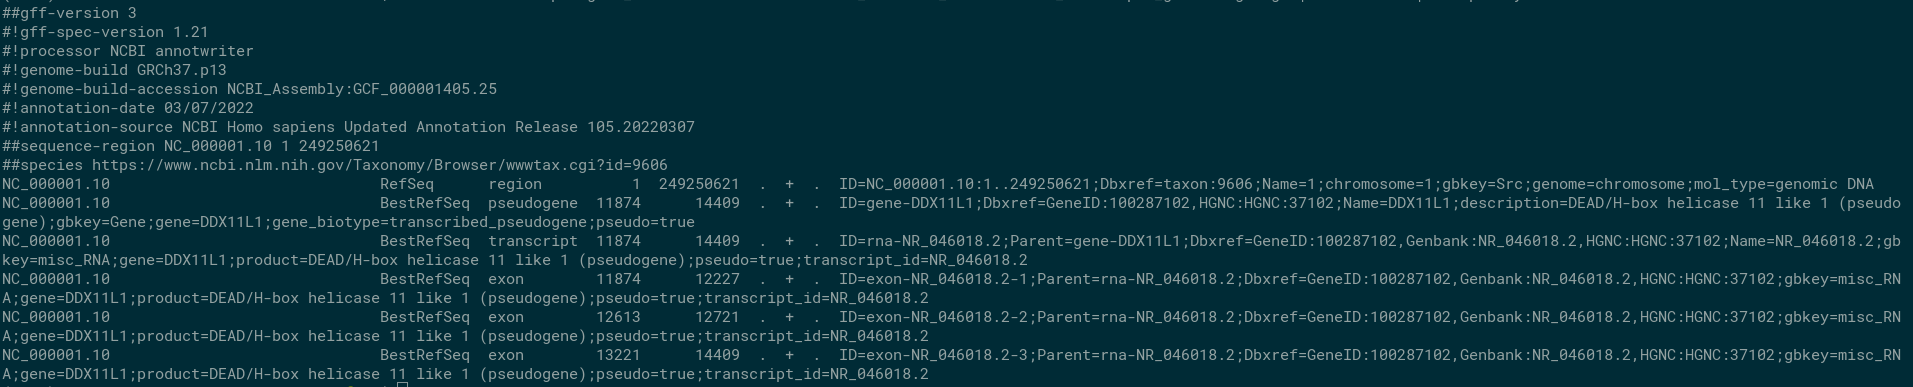 ##gff-version 3
#!gff-spec-version 1.21
#!processor NCBI annotwriter
#!genome-build GRCh37.p13
#!genome-build-accession NCBI_Assembly:GCF_000001405.25
#!annotation-date 03/07/2022
#!annotation-source NCBI Homo sapiens Updated Annotation Release 105.20220307
##sequence-region NC_000001.10 1 249250621
##species https://www.ncbi.nlm.nih.gov/Taxonomy/Browser/wwwtax.cgi?id=9606
NC_000001.10 RefSeq region 1 249250621 . + . ID=NC_000001.10:1..249250621;Dbxref=taxon:9606;Name=1;chromosome=1;gbkey=Src;genome=chromosome;mol_type=genomic DNA
NC_000001.10 BestRefSeq pseudogene 11874 14409 . + . ID=gene-DDX11L1;Dbxref=GeneID:100287102,HGNC:HGNC:37102;Name=DDX11L1;description=DEAD/H-box helicase 11 like 1 (pseudo
gene);gbkey=Gene;gene=DDX11L1;gene_biotype=transcribed_pseudogene;pseudo=true
NC_000001.10 BestRefSeq transcript 11874 14409 . + . ID=rna-NR_046018.2;Parent=gene-DDX11L1;Dbxref=GeneID:100287102,Genbank:NR_046018.2,HGNC:HGNC:37102;Name=NR_046018.2;gb
key=misc_RNA;gene=DDX11L1;product=DEAD/H-box helicase 11 like 1 (pseudogene);pseudo=true;transcript_id=NR_046018.2
NC_000001.10 BestRefSeq exon 11874 12227 . + . ID=exon-NR_046018.2-1;Parent=rna-NR_046018.2;Dbxref=GeneID:100287102,Genbank:NR_046018.2,HGNC:HGNC:37102;gbkey=misc_RN
A;gene=DDX11L1;product=DEAD/H-box helicase 11 like 1 (pseudogene);pseudo=true;transcript_id=NR_046018.2
NC_000001.10 BestRefSeq exon 12613 12721 . + . ID=exon-NR_046018.2-2;Parent=rna-NR_046018.2;Dbxref=GeneID:100287102,Genbank:NR_046018.2,HGNC:HGNC:37102;gbkey=misc_RN
A;gene=DDX11L1;product=DEAD/H-box helicase 11 like 1 (pseudogene);pseudo=true;transcript_id=NR_046018.2
NC_000001.10 BestRefSeq exon 13221 14409 . + . ID=exon-NR_046018.2-3;Parent=rna-NR_046018.2;Dbxref=GeneID:100287102,Genbank:NR_046018.2,HGNC:HGNC:37102;gbkey=misc_RN
A;gene=DDX11L1;product=DEAD/H-box helicase 11 like 1 (pseudogene);pseudo=true;transcript_id=NR_046018.2